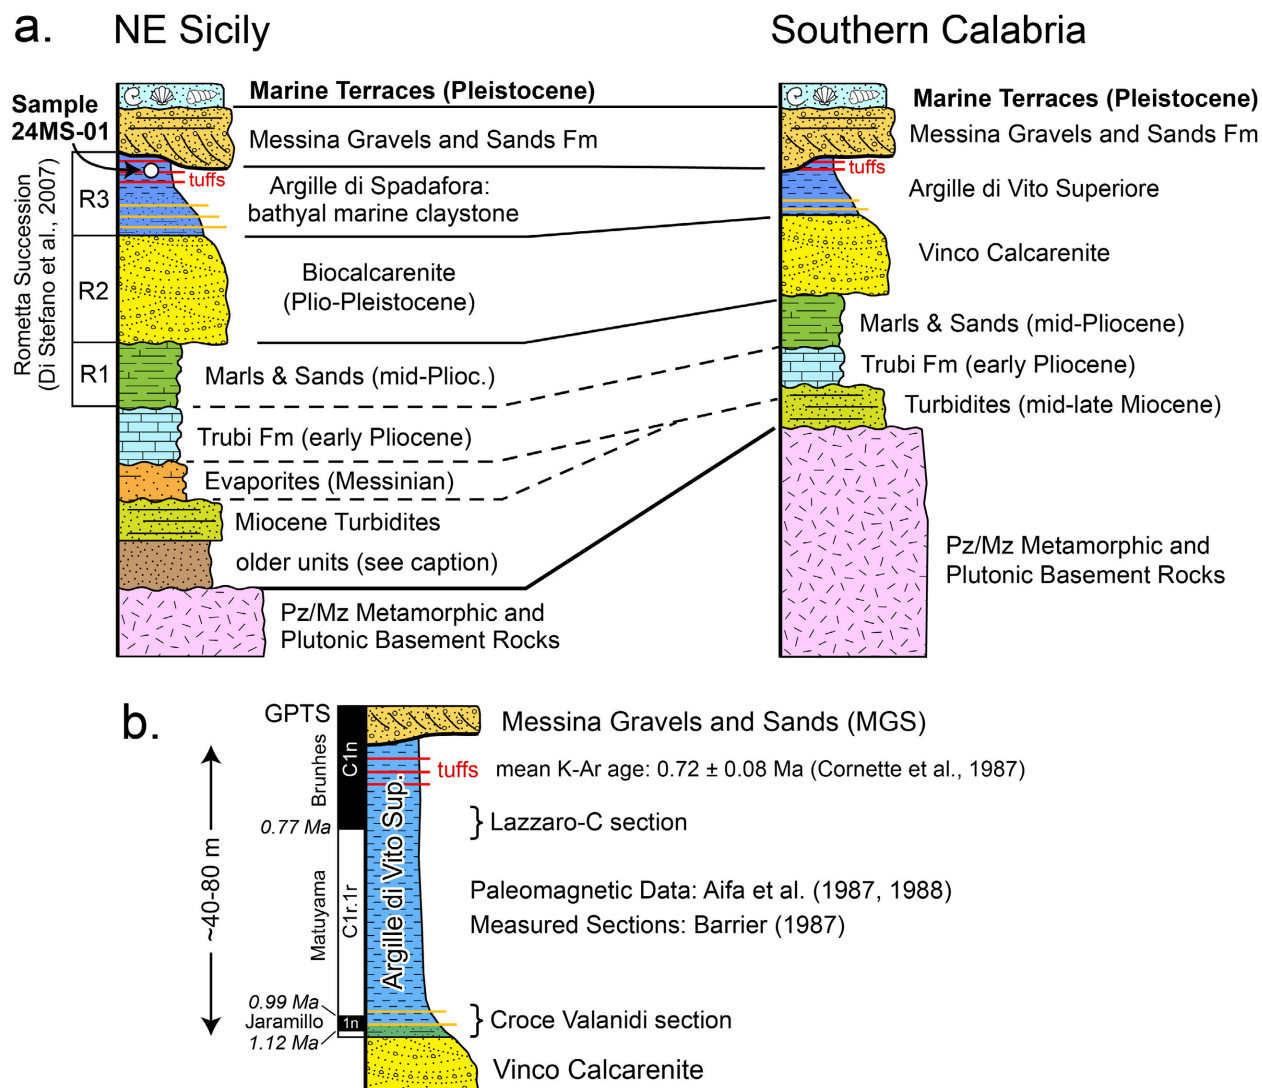 a.
NE Sicily
Southern Calabria
Sample
24MS-01
Marine Terraces (Pleistocene)
Messina Gravels and Sands Fm
tuffs
Argille di Spadafora:
bathyal marine claystone
Rometta Succession
(Di Stefano et al., 2007)
R3
R2
R1
Biocalcarenite
(Plio-Pleistocene)
Marls & Sands (mid-Plioc.)
Trubi Fm (early Pliocene)
Evaporites (Messinian)
Miocene Turbidites
older units (see caption)
Pz/Mz Metamorphic and
Plutonic Basement Rocks
Marine Terraces (Pleistocene)
Messina Gravels and Sands Fm
tuffs
Argille di Vito Superiore
Vinco Calcarenite
Marls & Sands (mid-Pliocene)
Trubi Fm (early Pliocene)
Turbidites (mid-late Miocene)
Pz/Mz Metamorphic and
Plutonic Basement Rocks
b.
GPTS
Messina Gravels and Sands (MGS)
Brunhes
C1n
tuffs
mean K-Ar age: 0.72 ± 0.08 Ma (Cornette et al., 1987)
Argille di Vito Sup.
Lazzaro-C section
0.77 Ma
~40-80 m
Matuyama
C1r.1r
Paleomagnetic Data: Aifa et al. (1987, 1988)
Measured Sections: Barrier (1987)
0.99 Ma
Jaramillo
1n
1.12 Ma
Croce Valanidi section
Vinco Calcarenite